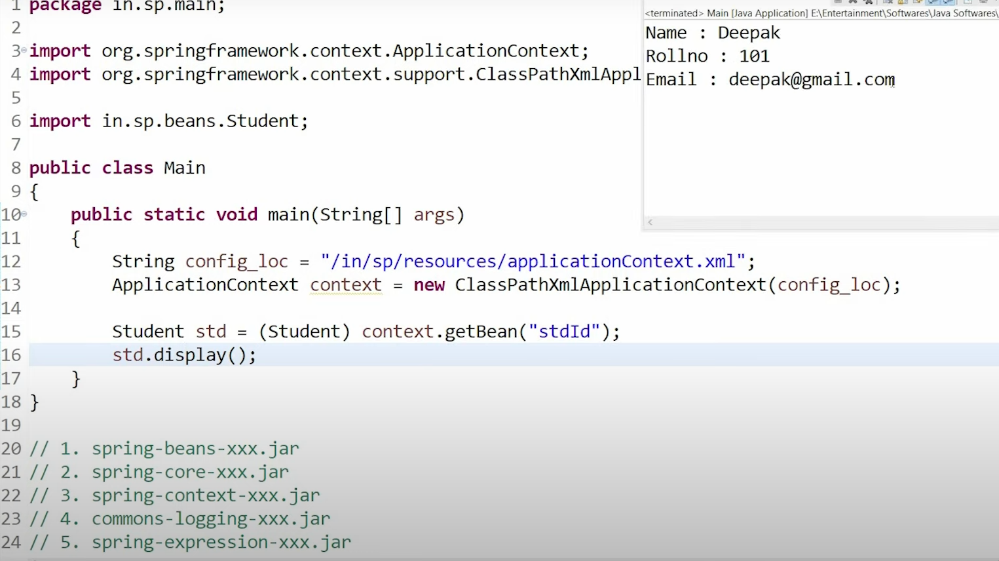 1 package in.sp.main;
2
3 import org.springframework.context.ApplicationContext;
4 import org.springframework.context.support.ClassPathXmlAppl
5
6 import in.sp.beans.Student;
7
8 public class Main
9 {
10 public static void main(String[] args)
11 {
12 String config_loc = "/in/sp/resources/applicationContext.xml";
13 ApplicationContext context = new ClassPathXmlApplicationContext(config_loc);
14
15 Student std = (Student) context.getBean("stdId");
16 std.display();
17 }
18 }
19
20 // 1. spring-beans-xxx.jar
21 // 2. spring-core-xxx.jar
22 // 3. spring-context-xxx.jar
23 // 4. commons-logging-xxx.jar
24 // 5. spring-expression-xxx.jar
<terminated> Main [Java Application] E:\Entertainment\Softwares\Java Softwares\
Name : Deepak
Rollno : 101
Email : deepak@gmail.com